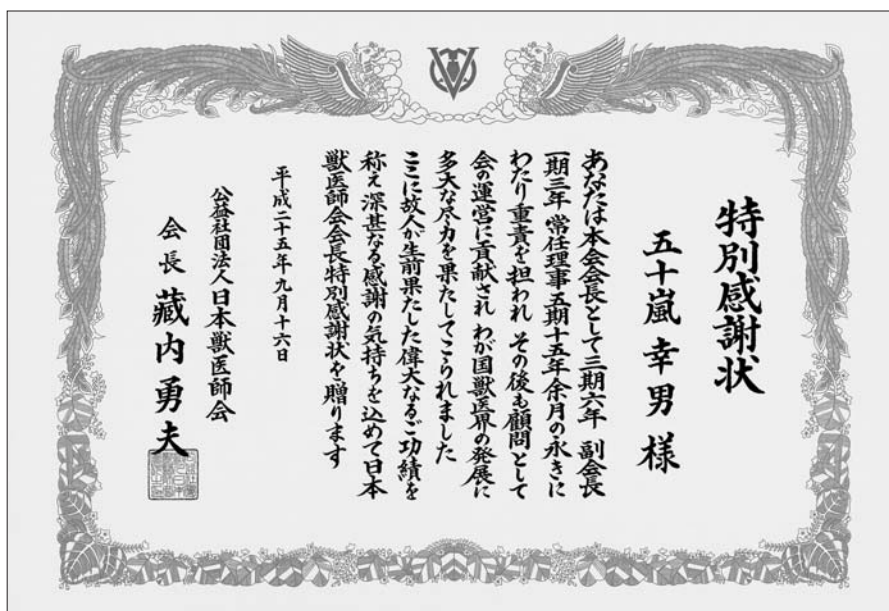 特別感謝状
五十嵐幸男 様
あなたは本会会長として三期六年 副会長
一期三年 常任理事五期十五年余月の永きに
わたり重責を担われ その後も顧問として
会の運営に貢献され わが国獣医界の発展に
多大な尽力を果たしてこられました
ここに故人が生前果たした偉大なるご功績を
称え 深甚なる感謝の気持ちを込めて日本
獣医師会会長特別感謝状を贈ります
平成二十五年九月十六日
公益社団法人日本獣医師会
会長 藏内勇夫